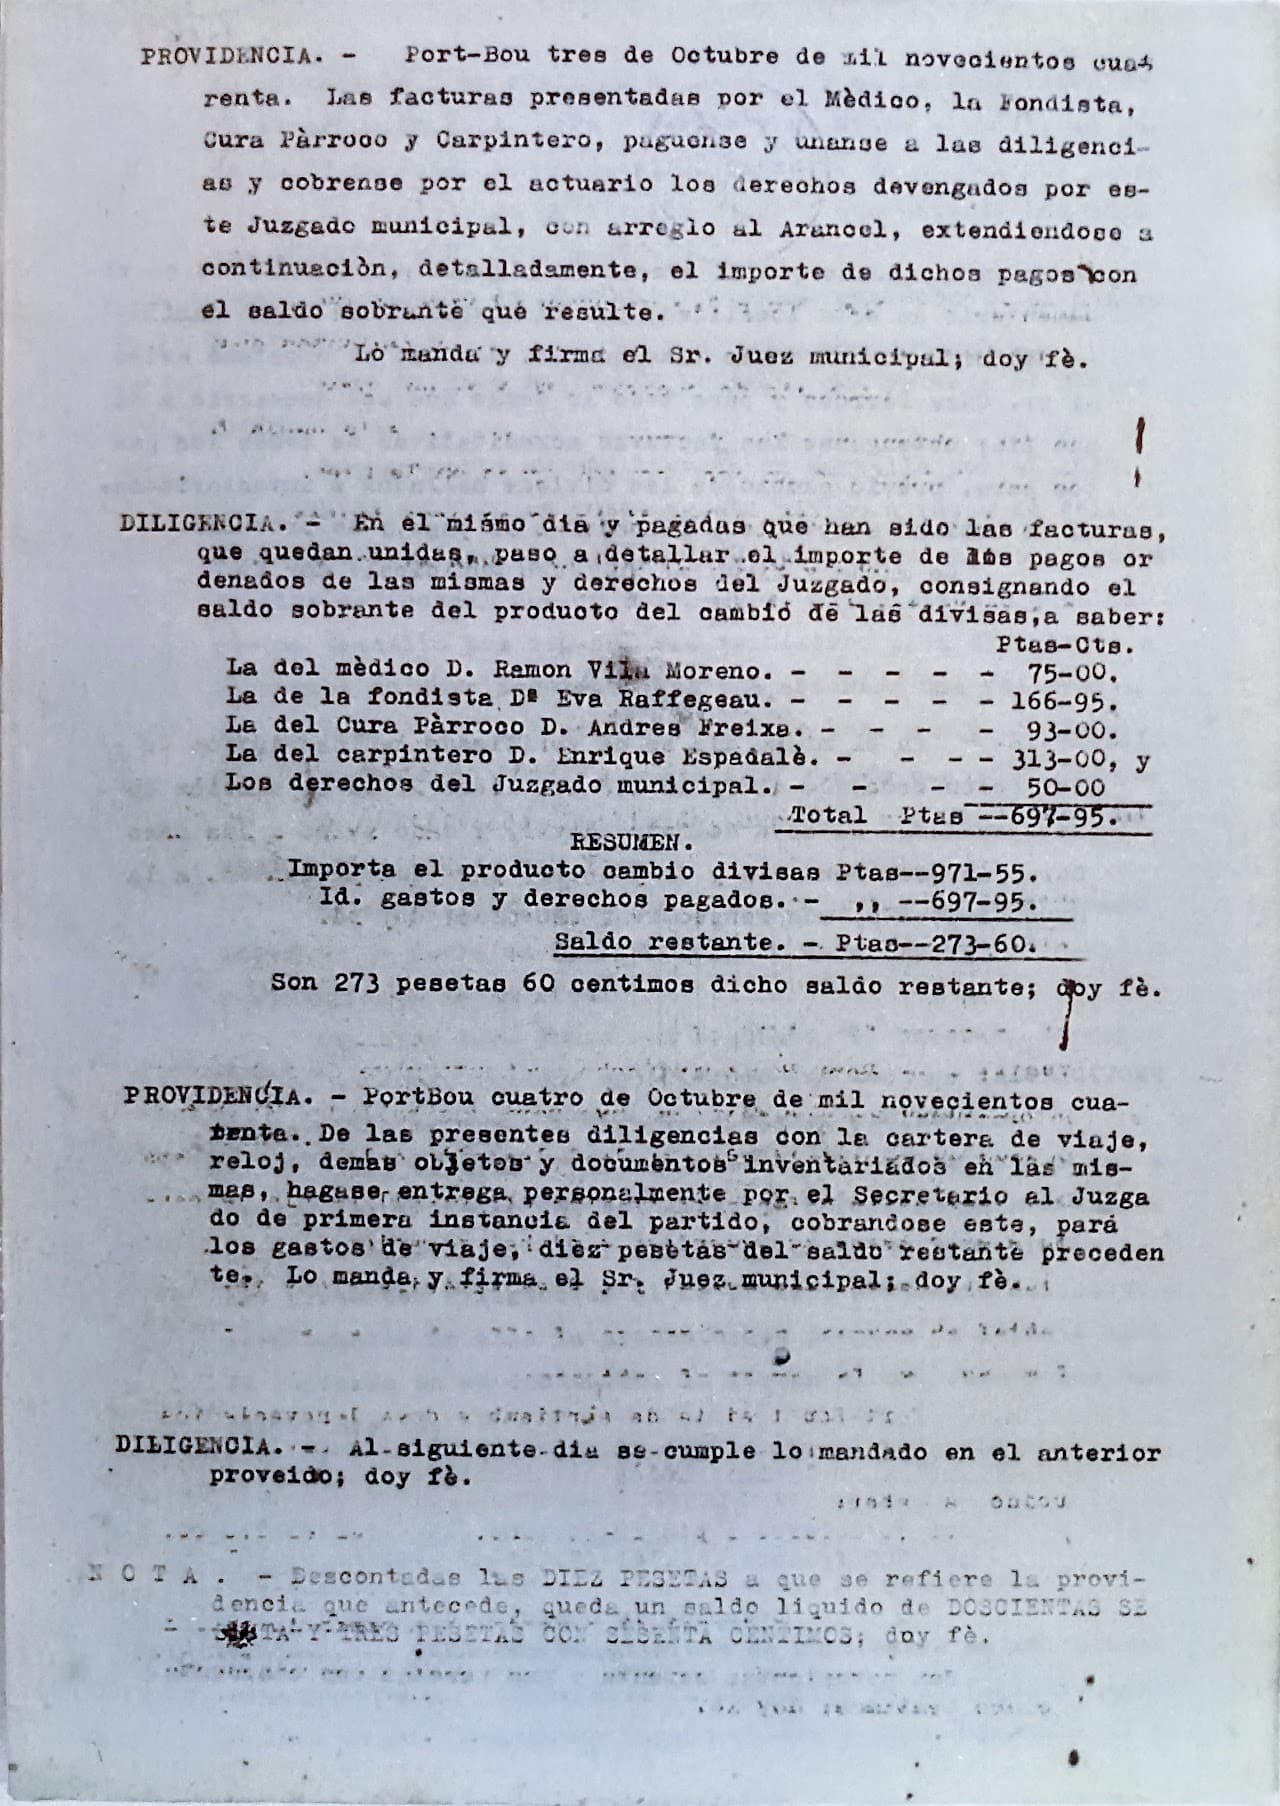 PROVIDENCIA. - Port-Bou tres de Octubre de mil novecientos cua-
renta. Las facturas presentadas por el Mèdico, la Fondista,
Cura Pàrroco y Carpintero, paguense y unanse a las diligenci-
as y cobrense por el actuario los derechos devengados por es-
te Juzgado municipal, con arreglo al Arancel, extendiendose a
continuaciòn, detalladamente, el importe de dichos pagos con
el saldo sobrante que resulte.
Lo manda y firma el Sr. Juez municipal; doy fè.
DILIGENCIA. - En el mismo dia y pagadas que han sido las facturas,
que quedan unidas, paso a detallar el importe de los pagos or
denados de las mismas y derechos del Juzgado, consignando el
saldo sobrante del producto del cambio de las divisas, a saber:
Ptas-Cts.
La del mèdico D. Ramon Vila Moreno. - - - - - 75-00.
La de la fondista Dª Eva Raffegeau. - - - - - 166-95.
La del Cura Pàrroco D. Andres Freixa. - - - - 93-00.
La del carpintero D. Enrique Espadalè. - - - - 313-00, y
Los derechos del Juzgado municipal. - - - - 50-00
Total Ptas --697-95.
RESUMEN.
Importa el producto cambio divisas Ptas--971-55.
Id. gastos y derechos pagados. - ,, --697-95.
Saldo restante. - Ptas--273-60.
Son 273 pesetas 60 centimos dicho saldo restante; doy fè.
PROVIDENCIA. - PortBou cuatro de Octubre de mil novecientos cua-
renta. De las presentes diligencias con la cartera de viaje,
reloj, demas objetos y documentos inventariados en las mis-
mas, hagase entrega personalmente por el Secretario al Juzga
do de primera instancia del partido, cobrandose este, para
los gastos de viaje, diez pesetas del saldo restante preceden
te. Lo manda y firma el Sr. Juez municipal; doy fè.
DILIGENCIA. - Al siguiente dia se cumple lo mandado en el anterior
proveido; doy fè.
N O T A . - Descontadas las DIEZ PESETAS a que se refiere la provi-
dencia que antecede, queda un saldo liquido de DOSCIENTAS SE
SENTA Y TRES PESETAS CON SESENTA CENTIMOS; doy fè.